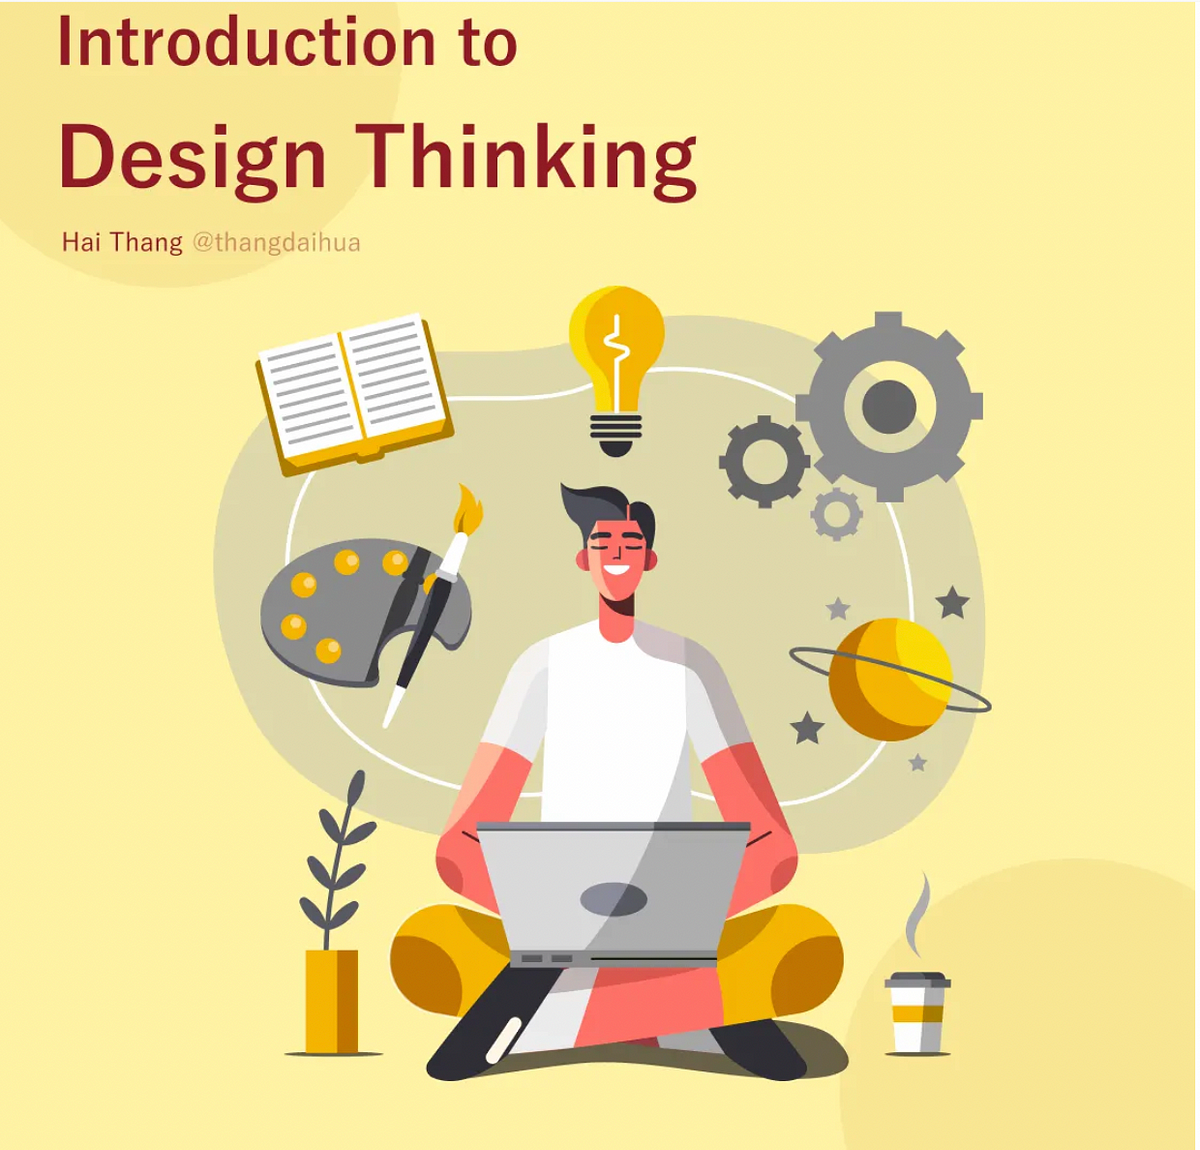 Introduction to
Design Thinking
Hai Thang @thangdaihua